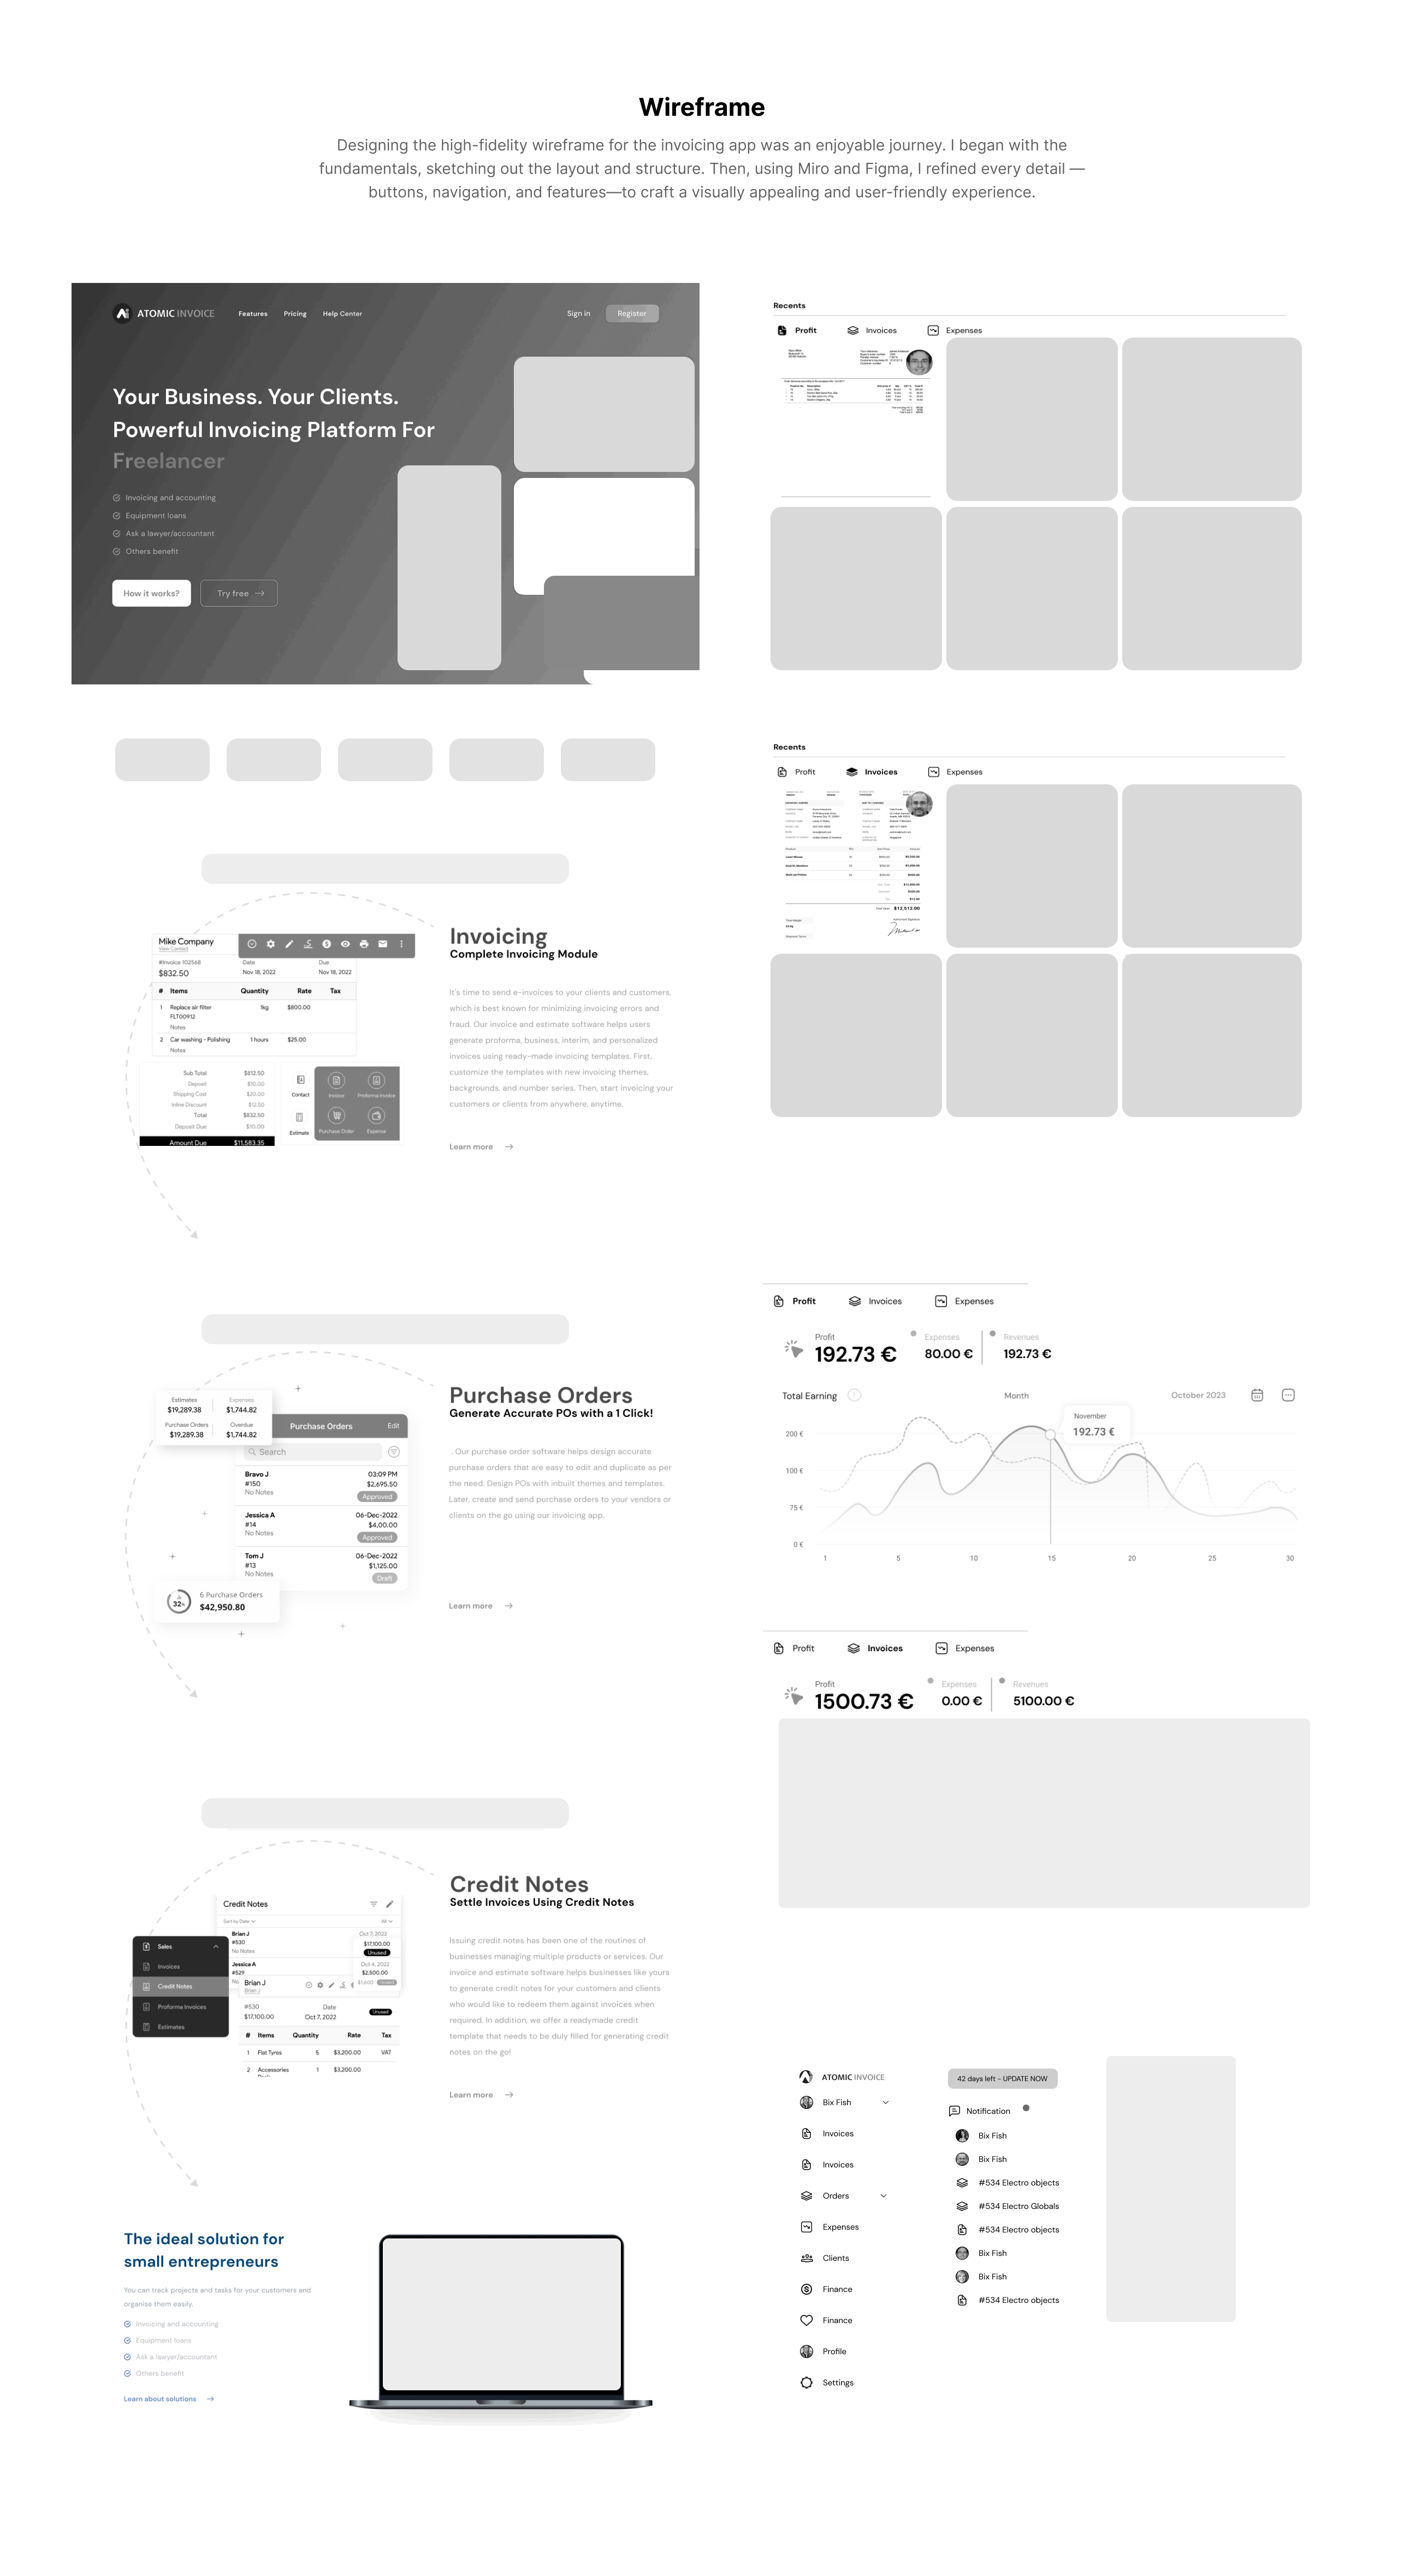 Wireframe
Designing the high-fidelity wireframe for the invoicing app was an enjoyable journey. I began with the
fundamentals, sketching out the layout and structure. Then, using Miro and Figma, I refined every detail —
buttons, navigation, and features—to craft a visually appealing and user-friendly experience.
ATOMIC INVOICE Features Pricing Help Center Sign in Register
Your Business. Your Clients.
Powerful Invoicing Platform For
Freelancer
Invoicing and accounting
Equipment loans
Ask a lawyer/accountant
Others benefit
How it works? Try free
Invoicing
Complete Invoicing Module
Mike Company
View Contact
#Invoice 102568 Date Due
$832.50 Nov 18, 2022 Nov 18, 2022
# Items Quantity Rate Tax
1 Replace air filter 1kg $800.00
FLT00912
Notes
2 Car washing - Polishing 1 hours $25.00
Notes
Sub Total $812.50
Deposit $10.00
Shipping Cost $20.00
Inline Discount $12.50
Total $832.50
Deposit Due $10.00
Amount Due $11,583.35
Contact Invoice Proforma Invoice
Estimate Purchase Order Expense
It's time to send e-invoices to your clients and customers,
which is best known for minimizing invoicing errors and
fraud. Our invoice and estimate software helps users
generate proforma, business, interim, and personalized
invoices using ready-made invoicing templates. First,
customize the templates with new invoicing themes,
backgrounds, and number series. Then, start invoicing your
customers or clients from anywhere, anytime.
Learn more
Purchase Orders
Generate Accurate POs with a 1 Click!
Estimates Expenses
$19,289.38 $1,744.82
Purchase Orders Overdue
$19,289.38 $1,744.82
Purchase Orders Edit
Search
Bravo J 03:09 PM
#150 $2,695.50
No Notes Approved
Jessica A 06-Dec-2022
#14 $4,00.00
No Notes Approved
Tom J 06-Dec-2022
#13 $1,125.00
No Notes Draft
32% 6 Purchase Orders
$42,950.80
. Our purchase order software helps design accurate
purchase orders that are easy to edit and duplicate as per
the need. Design POs with inbuilt themes and templates.
Later, create and send purchase orders to your vendors or
clients on the go using our invoicing app.
Learn more
Credit Notes
Settle Invoices Using Credit Notes
Credit Notes
Sort by Date All
Brian J Oct 7, 2022
#530 $17,100.00
No Notes Unused
Jessica A Oct 4, 2022
#529 $2,500.00
No
$1,600
Sales
Invoices
Credit Notes
Proforma Invoices
Estimates
Brian J
Brian J
#530 Date
$17,100.00 Oct 7, 2022 Unused
# Items Quantity Rate Tax
1 Flat Tyres 5 $3,200.00 VAT
2 Accessories 1 $3,200.00
Issuing credit notes has been one of the routines of
businesses managing multiple products or services. Our
invoice and estimate software helps businesses like yours
to generate credit notes for your customers and clients
who would like to redeem them against invoices when
required. In addition, we offer a readymade credit
template that needs to be duly filled for generating credit
notes on the go!
Learn more
The ideal solution for
small entrepreneurs
You can track projects and tasks for your customers and
organise them easily.
Invoicing and accounting
Equipment loans
Ask a lawyer/accountant
Others benefit
Learn about solutions
Recents
Profit Invoices Expenses
Recents
Profit Invoices Expenses
$12,512.00
Profit Invoices Expenses
Profit Expenses Revenues
192.73 € 80.00 € 192.73 €
Total Earning Month October 2023
November
192.73 €
200 €
100 €
75 €
0 €
1 5 10 15 20 25 30
Profit Invoices Expenses
Profit Expenses Revenues
1500.73 € 0.00 € 5100.00 €
ATOMIC INVOICE
Bix Fish
Invoices
Invoices
Orders
Expenses
Clients
Finance
Finance
Profile
Settings
42 days left - UPDATE NOW
Notification
Bix Fish
Bix Fish
#534 Electro objects
#534 Electro Globals
#534 Electro objects
Bix Fish
Bix Fish
#534 Electro objects